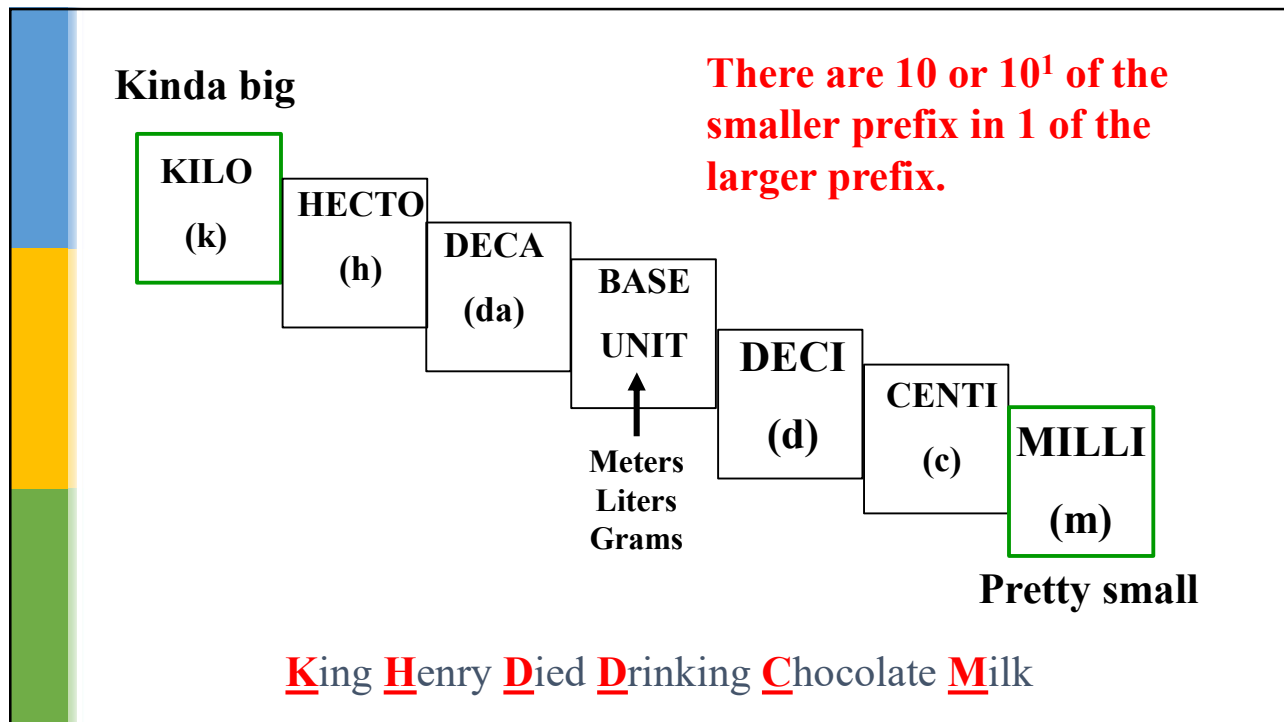 Kinda big
There are 10 or 10¹ of the
smaller prefix in 1 of the
larger prefix.
KILO
(k)
HECTO
(h)
DECA
(da)
BASE
UNIT
Meters
Liters
Grams
DECI
(d)
CENTI
(c)
MILLI
(m)
Pretty small
King Henry Died Drinking Chocolate Milk